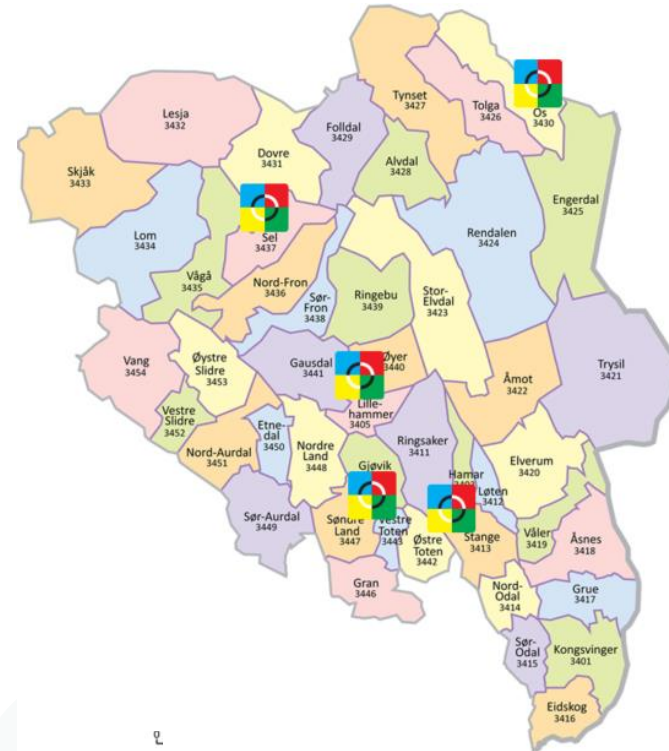 Tynset
3427
Tolga
3426
Os
3430
Lesja
3432
Folldal
3429
Dovre
3431
Alvdal
3428
Skjåk
3433
Engerdal
3425
Lom
3434
Sel
3437
Rendalen
3424
Vågå
3435
Nord-Fron
3436
Sør-
Fron
3438
Ringebu
3439
Stor-
Elvdal
3423
Vang
3454
Øystre
Slidre
3453
Gausdal
3441
Øyer
3440
Åmot
3422
Trysil
3421
Vestre
Slidre
3452
Etne-
dal
3450
Lille-
hammer
3405
Nord-Aurdal
3451
Nordre
Land
3448
Gjøvik
Ringsaker
3411
Hamar
Løten
3412
Elverum
3420
Sør-Aurdal
3449
Søndre
Land
3447
Vestre
Toten
3443
Østre
Toten
3442
Stange
3413
Våler
3419
Åsnes
3418
Gran
3446
Nord-
Odal
3414
Grue
3417
Sør-
Odal
3415
Kongsvinger
3401
Eidskog
3416